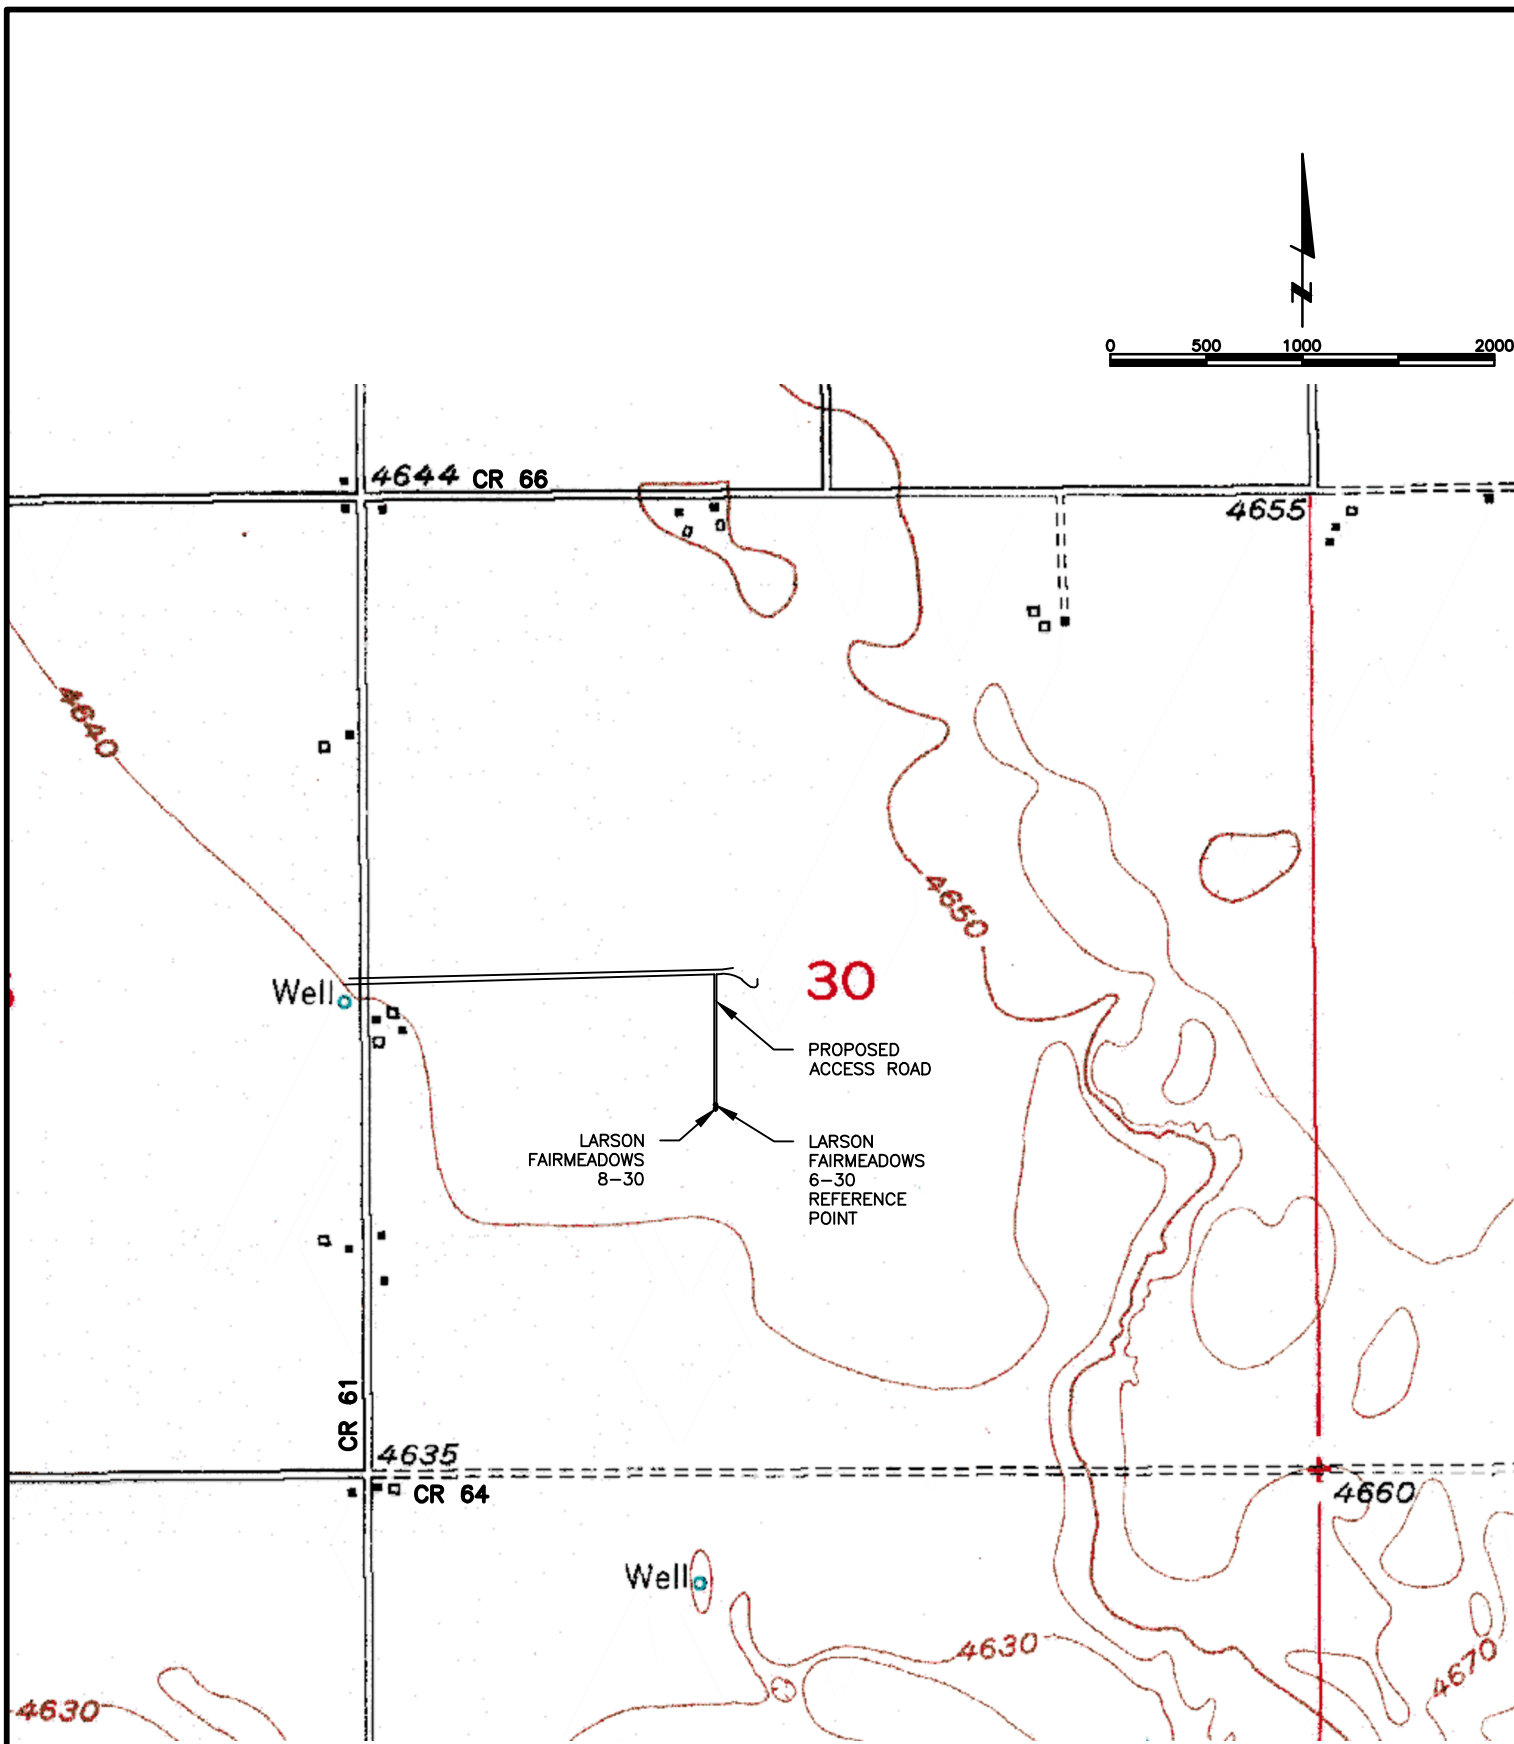 N
0 500 1000 2000
4644 CR 66
4655
4640
4650
Well
30
PROPOSED
ACCESS ROAD
LARSON
FAIRMEADOWS
8-30
LARSON
FAIRMEADOWS
6-30
REFERENCE
POINT
CR 61
4635
CR 64
4660
Well
4630
4670
4630